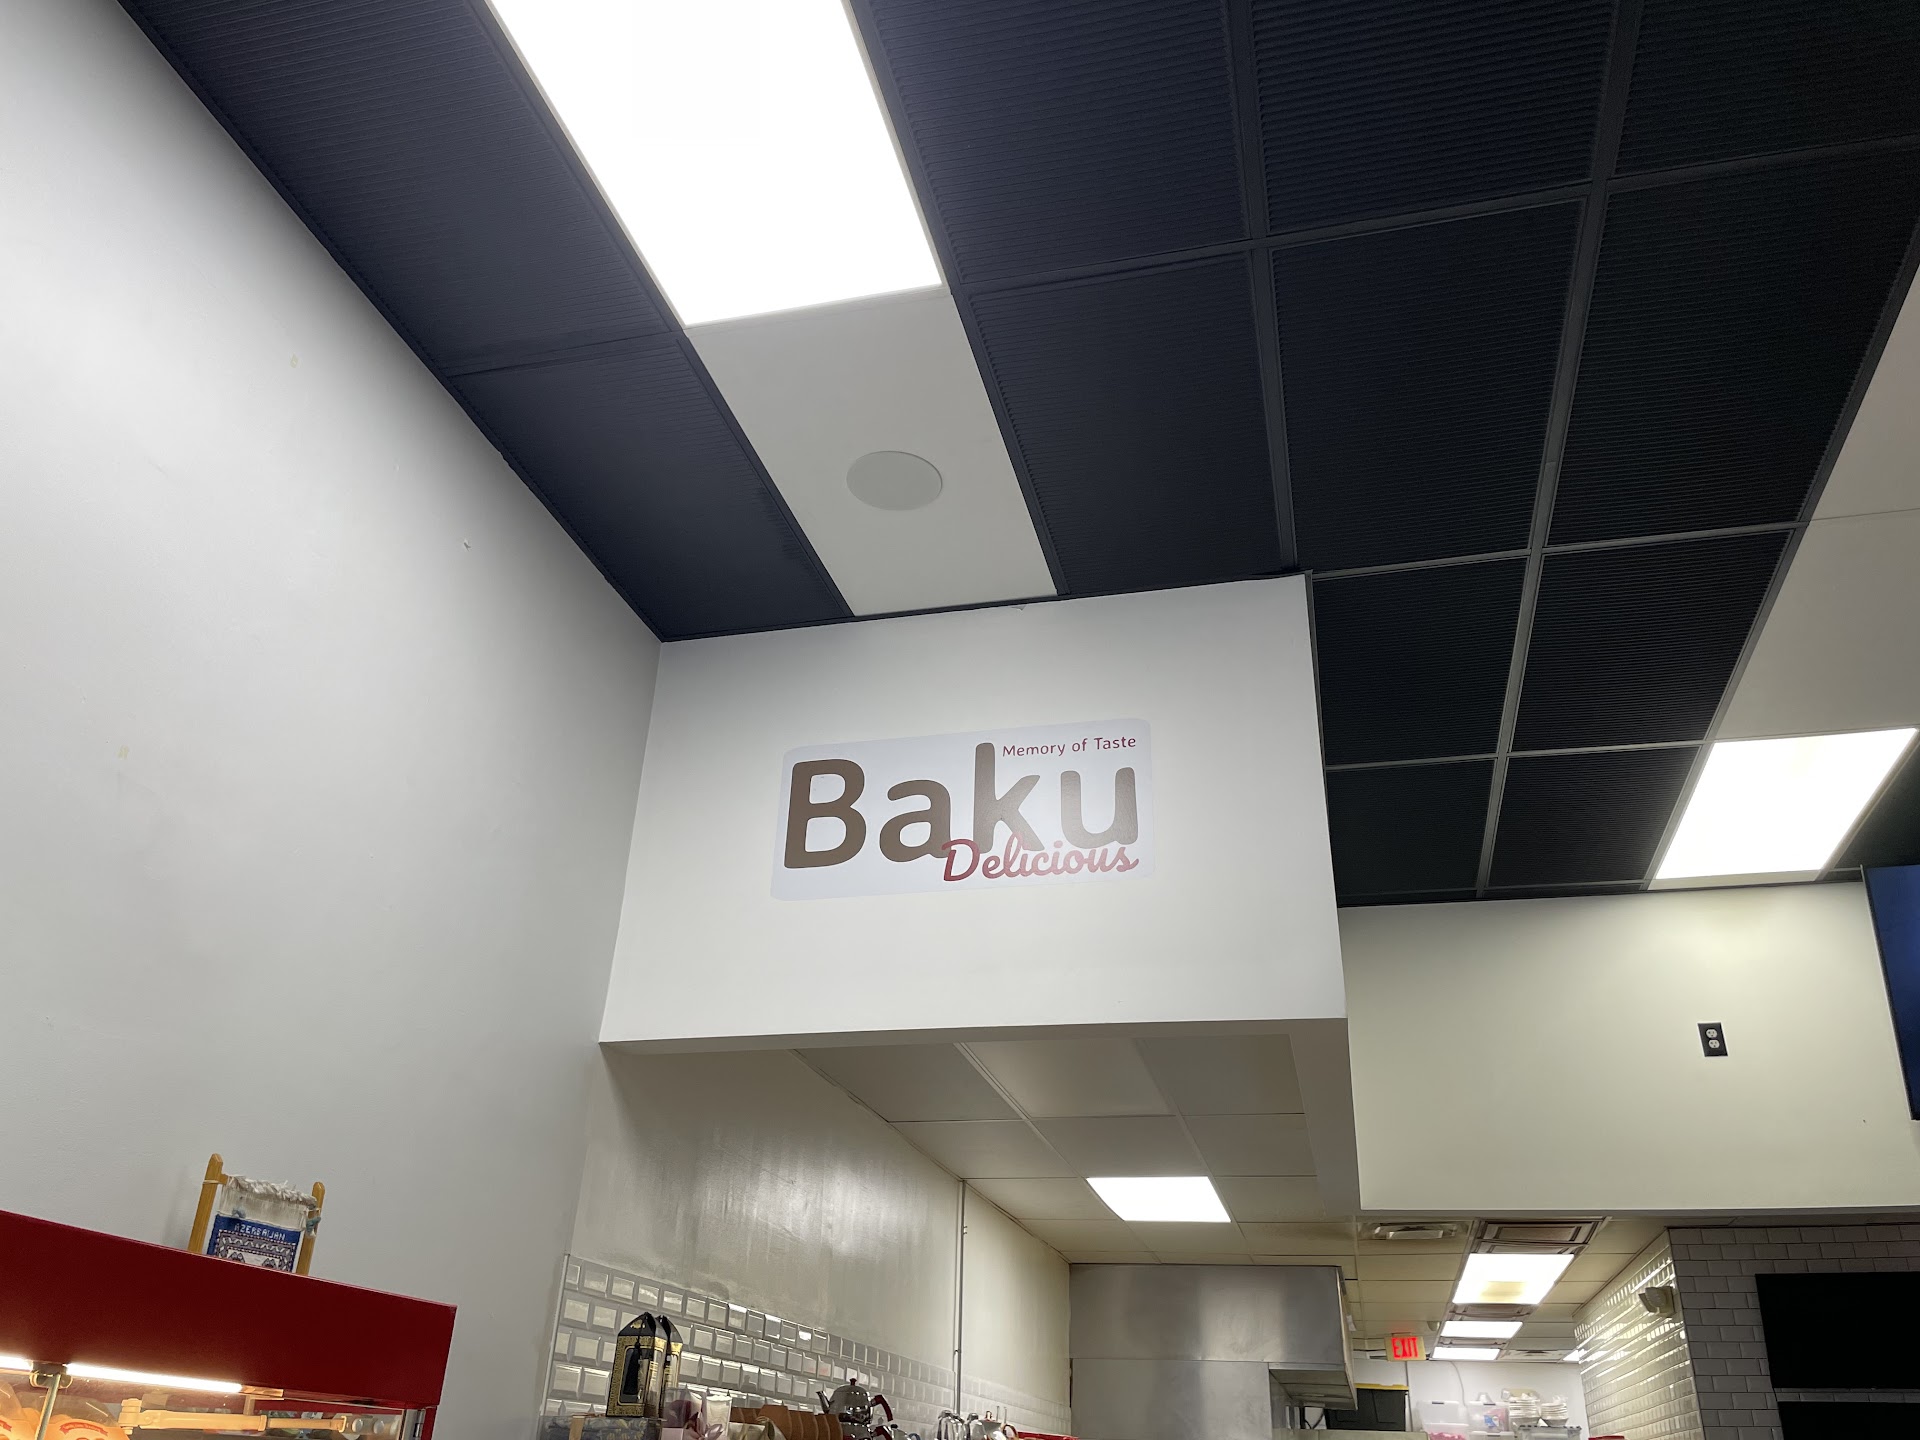 Memory of Taste
Baku
Delicious
AZERBAIJAN
EXIT